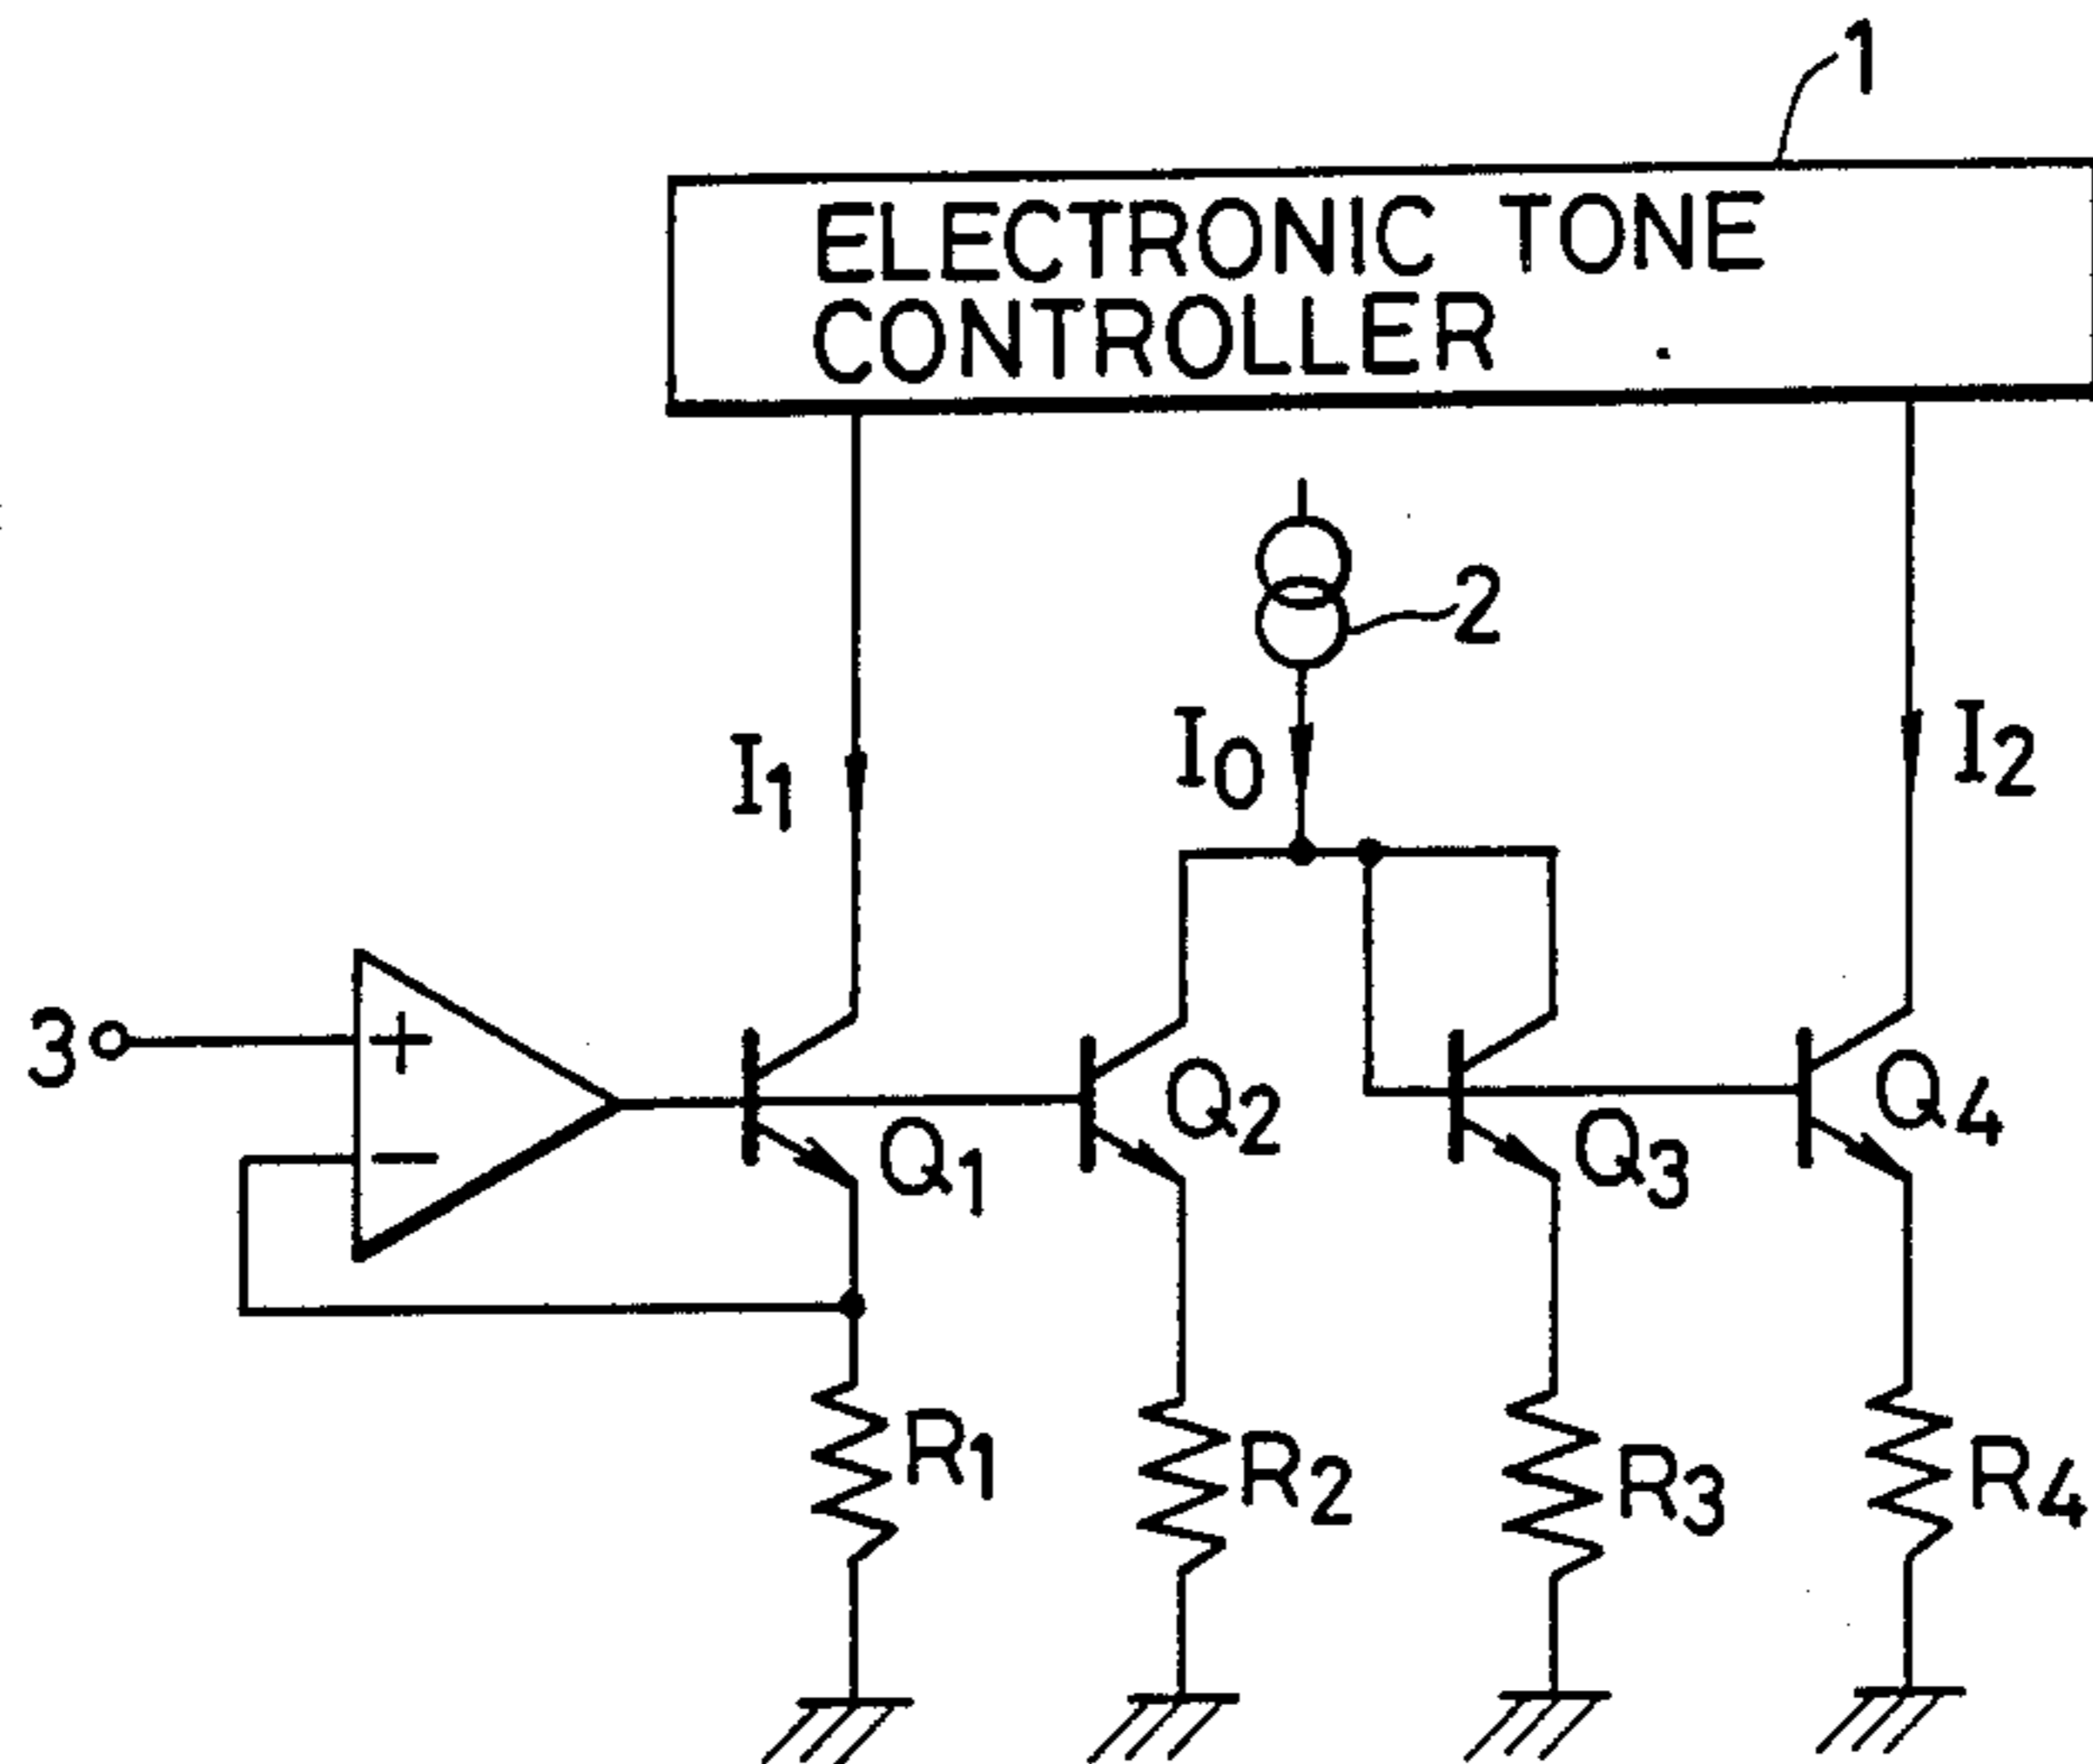 1
ELECTRONIC TONE
CONTROLLER
2
I1
I0
I2
3
+
−
Q1
Q2
Q3
Q4
R1
R2
R3
R4